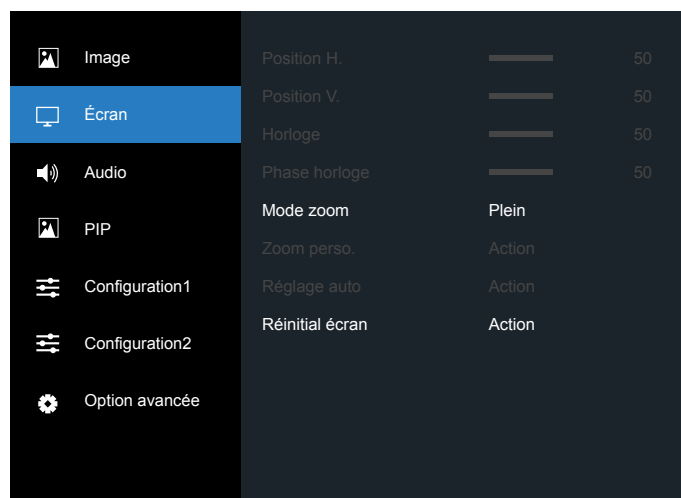 Image
Écran
Audio
PIP
Configuration1
Configuration2
Option avancée
Position H. 50
Position V. 50
Horloge 50
Phase horloge 50
Mode zoom Plein
Zoom perso. Action
Réglage auto Action
Réinitial écran Action